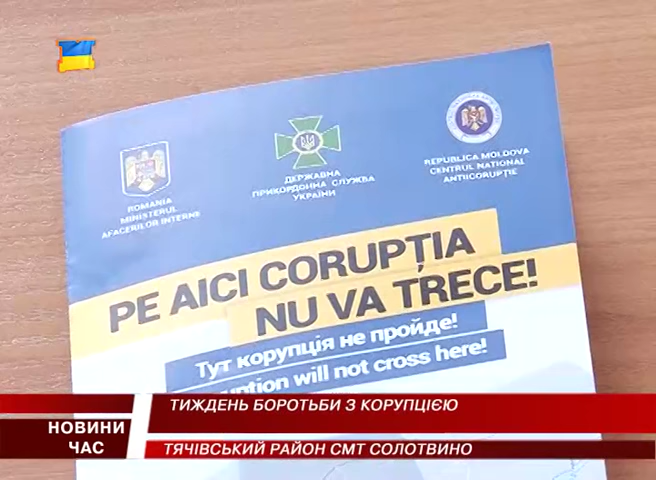 ROMANIA
MINISTERUL
AFACERILOR INTERNE
ДЕРЖАВНА
ПРИКОРДОННА СЛУЖБА
УКРАЇНИ
REPUBLICA MOLDOVA
CENTRUL NATIONAL
ANTICORUPȚIE
PE AICI CORUPȚIA
NU VA TRECE!
Тут корупція не пройде!
will not cross here!
ТИЖДЕНЬ БОРОТЬБИ З КОРУПЦІЄЮ
НОВИНИ
ЧАС
ТЯЧІВСЬКИЙ РАЙОН СМТ СОЛОТВИНО